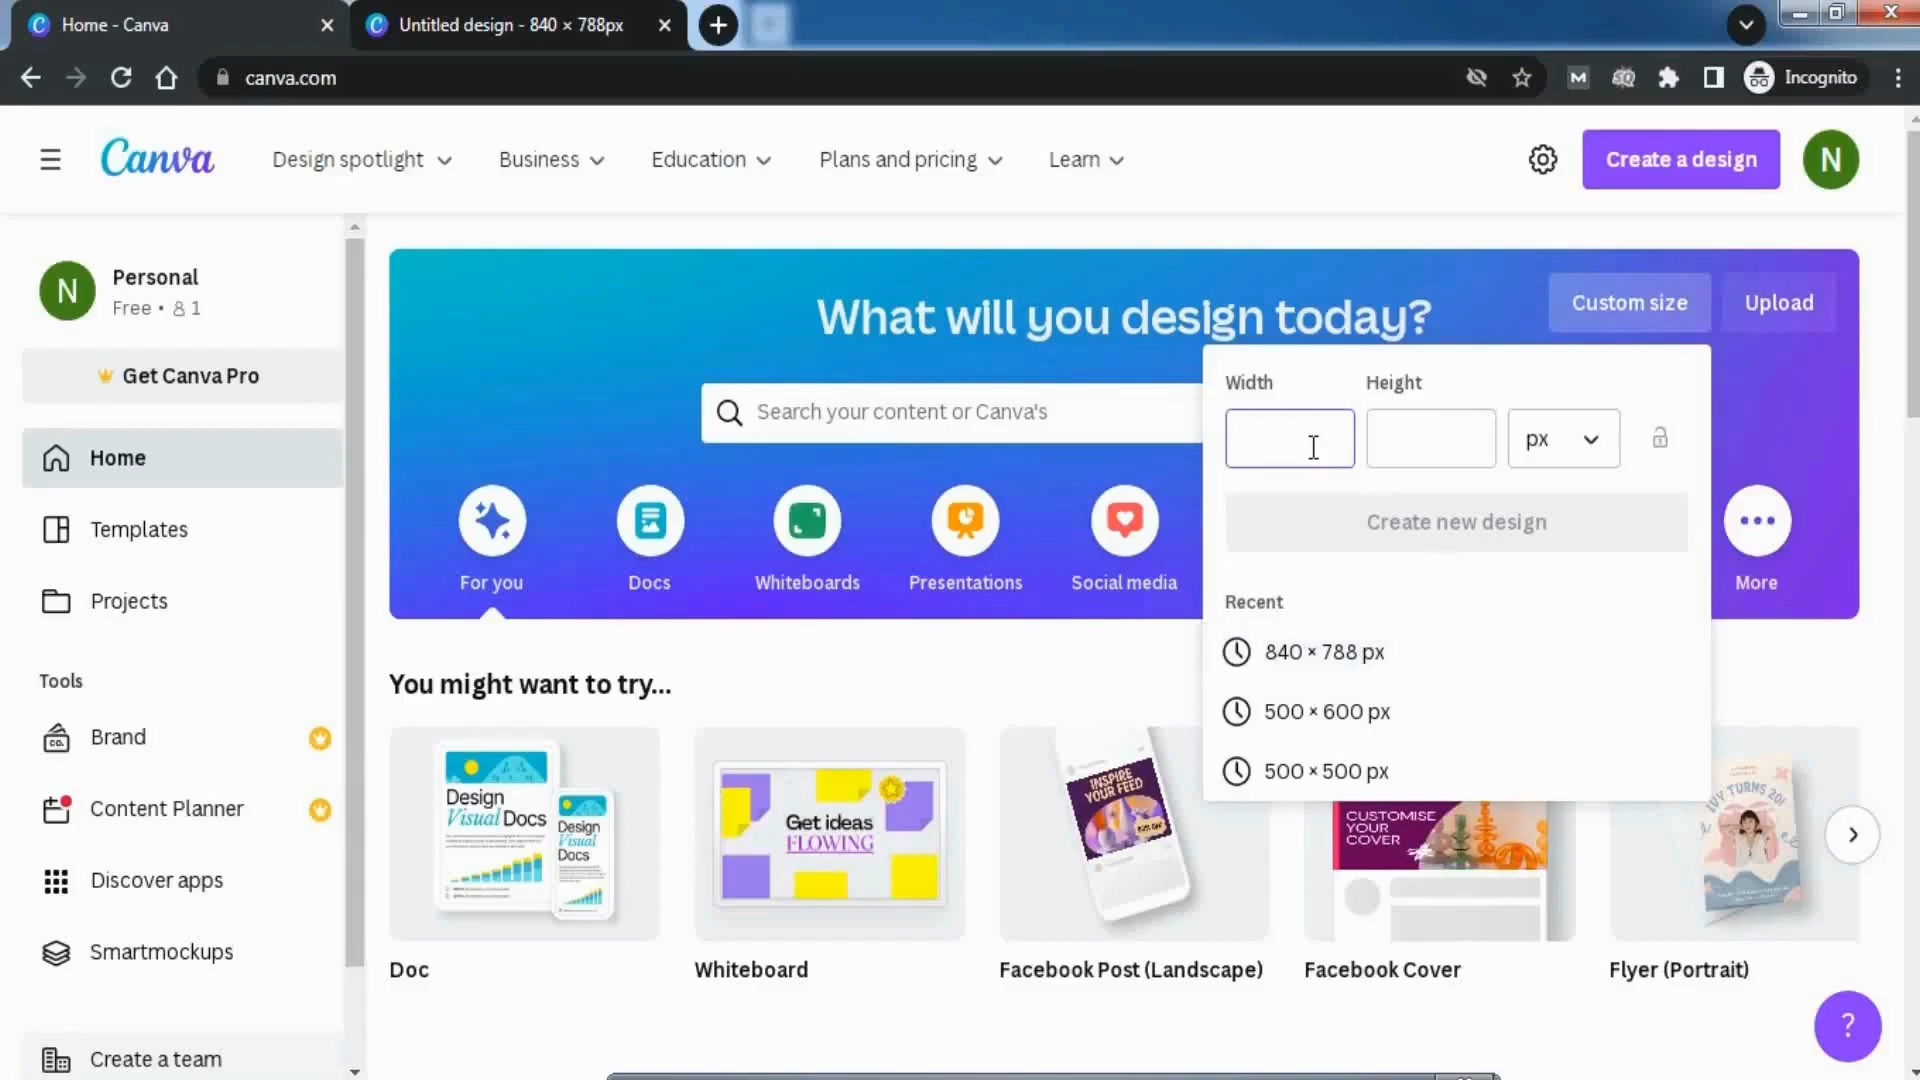 Home - Canva
Untitled design - 840 × 788px
canva.com
Incognito
Canva
Design spotlight
Business
Education
Plans and pricing
Learn
Create a design
N
N
Personal
Free • 1
Get Canva Pro
Home
Templates
Projects
Tools
Brand
CO.
Content Planner
Discover apps
Smartmockups
Create a team
What will you design today?
Custom size
Upload
Search your content or Canva's
Width
Height
px
Create new design
Recent
840 × 788 px
500 × 600 px
500 × 500 px
For you
Docs
Whiteboards
Presentations
Social media
More
You might want to try...
Design
Visual Docs
Design
Visual
Docs
Get ideas
FLOWING
INSPIRE
YOUR FEED
CUSTOMISE
YOUR
COVER
IVY TURNS 20!
Doc
Whiteboard
Facebook Post (Landscape)
Facebook Cover
Flyer (Portrait)
?